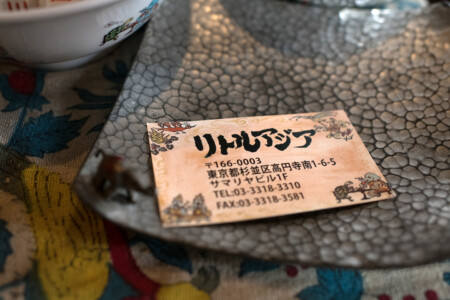 リトルアジア
〒166-0003
東京都杉並区高円寺南1-6-5
サマリヤビル1F
TEL:03-3318-3310
FAX:03-3318-3581